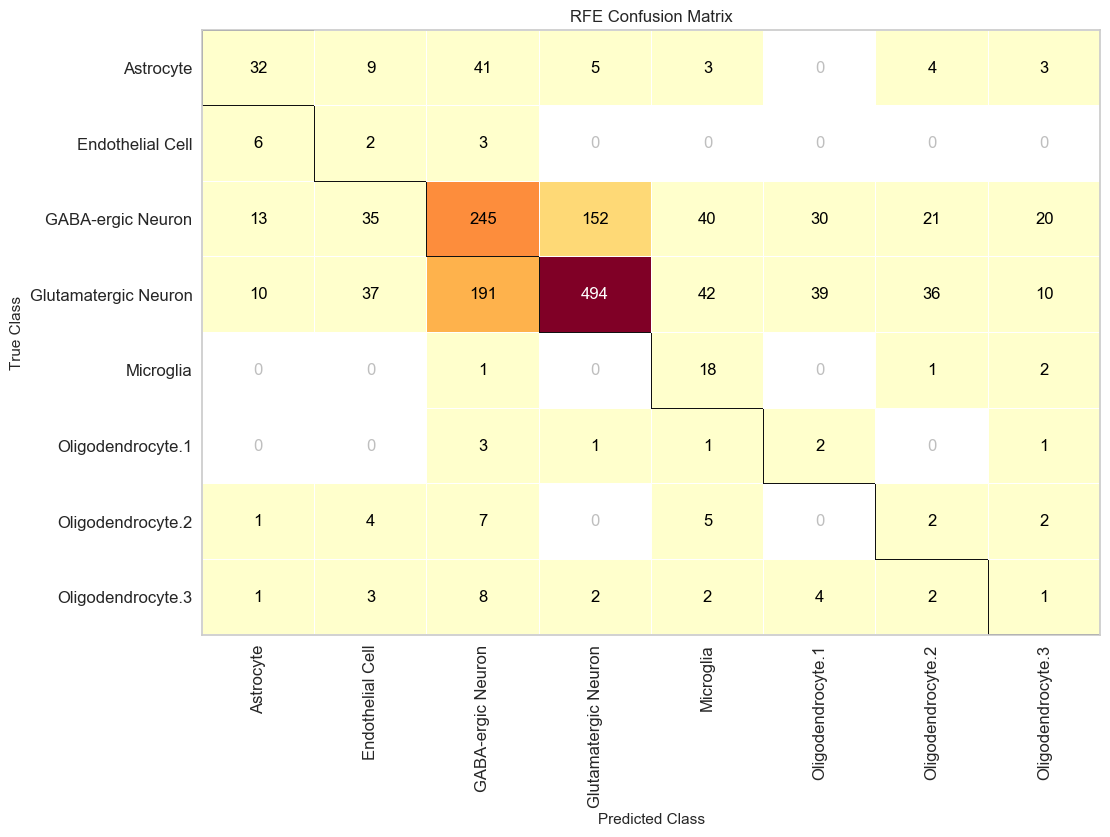 RFE Confusion Matrix
Astrocyte 32 9 41 5 3 0 4 3
Endothelial Cell 6 2 3 0 0 0 0 0
GABA-ergic Neuron 13 35 245 152 40 30 21 20
Glutamatergic Neuron 10 37 191 494 42 39 36 10
Microglia 0 0 1 0 18 0 1 2
Oligodendrocyte.1 0 0 3 1 1 2 0 1
Oligodendrocyte.2 1 4 7 0 5 0 2 2
Oligodendrocyte.3 1 3 8 2 2 4 2 1
True Class
Astrocyte
Endothelial Cell
GABA-ergic Neuron
Glutamatergic Neuron
Microglia
Oligodendrocyte.1
Oligodendrocyte.2
Oligodendrocyte.3
Predicted Class